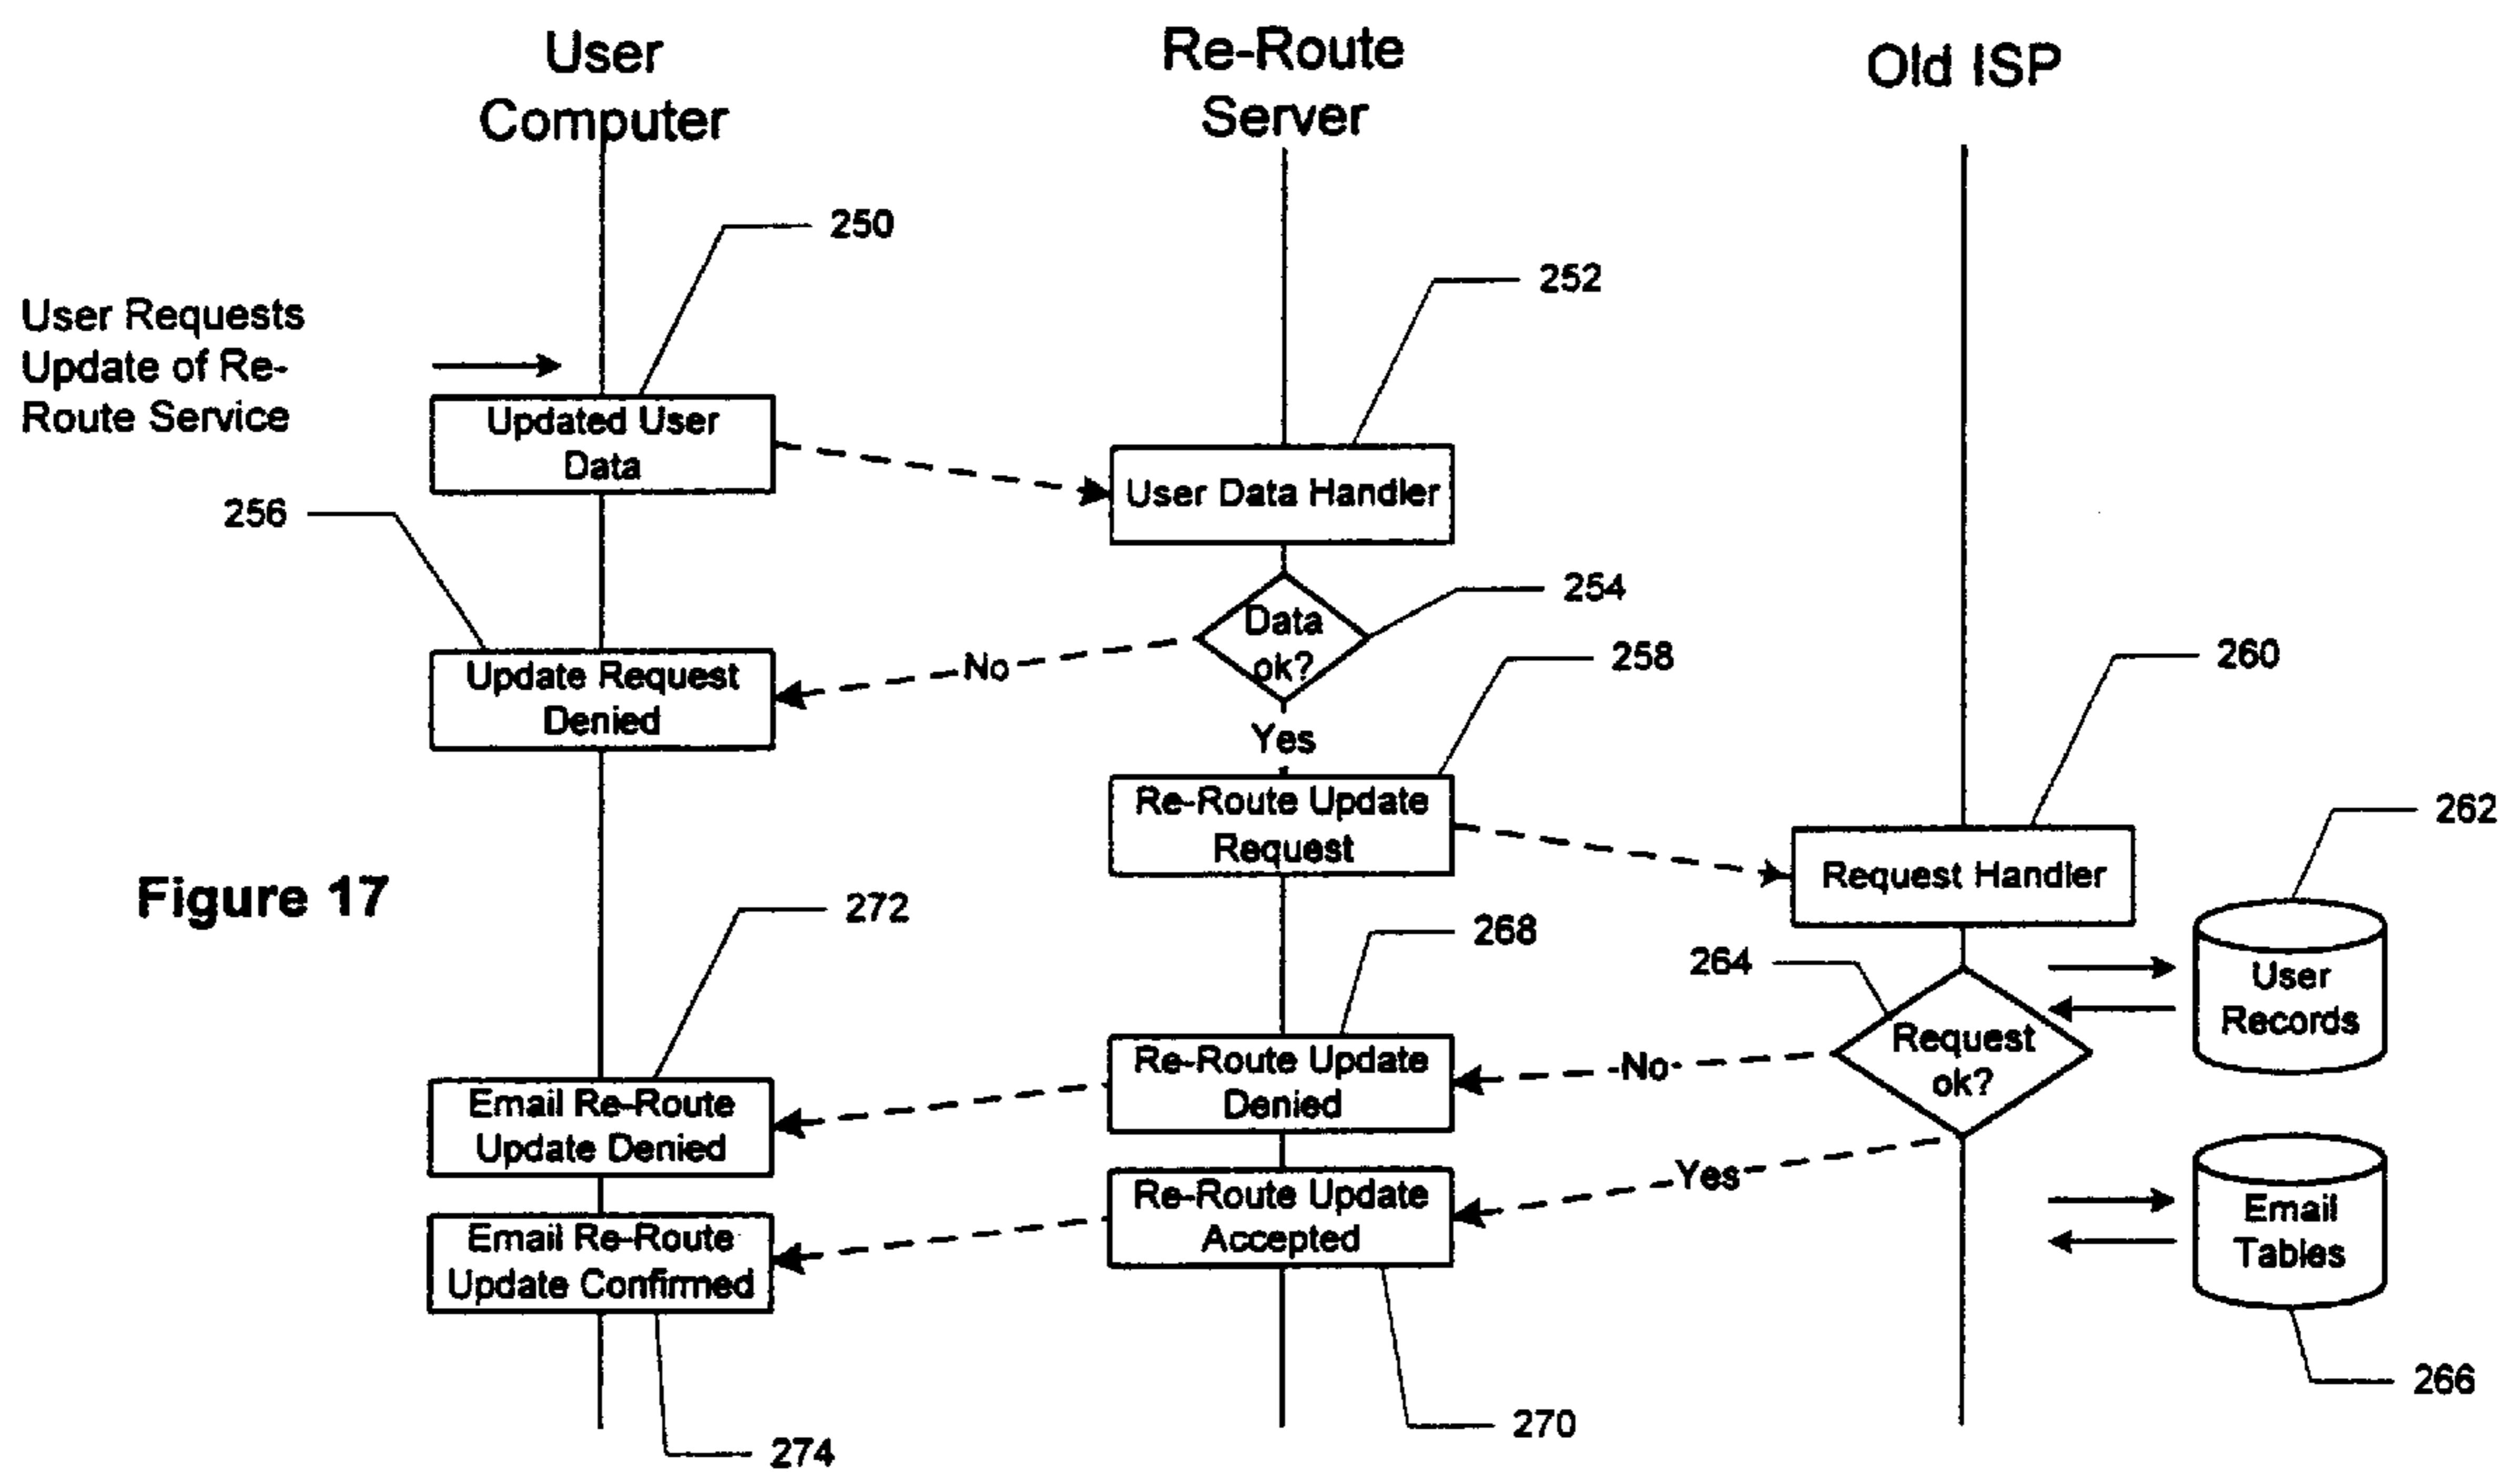 User
Computer
Re-Route
Server
Old ISP
250
252
User Requests
Update of Re-
Route Service
Updated User
Data
User Data Handler
256
254
Data
ok?
No
258
260
Update Request
Denied
Yes
Re-Route Update
Request
262
Request Handler
Figure 17
272
268
264
User
Records
Request
ok?
Re-Route Update
Denied
-No-
Email Re-Route
Update Denied
Yes
Re-Route Update
Accepted
Email
Tables
Email Re-Route
Update Confirmed
266
270
274